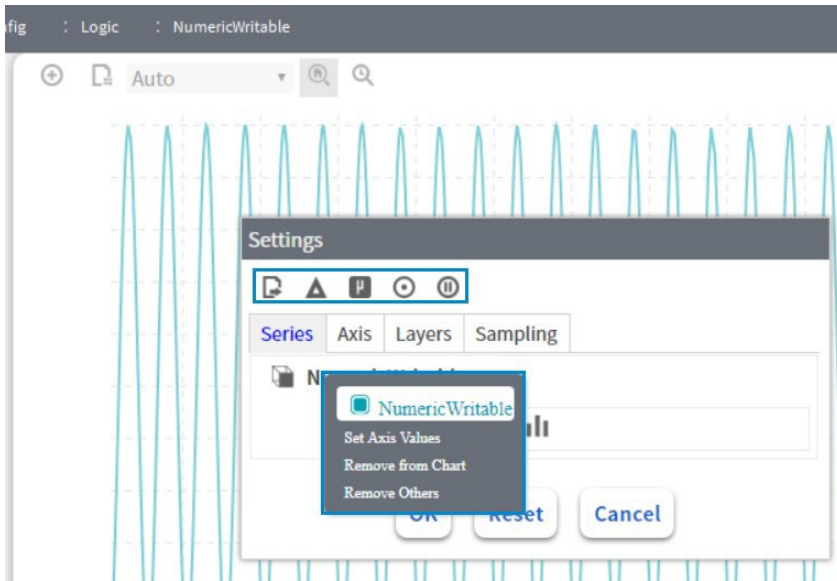 fig : Logic : NumericWritable
Auto
Settings
Series Axis Layers Sampling
NumericWritable
Set Axis Values
Remove from Chart
Remove Others
OK Reset Cancel